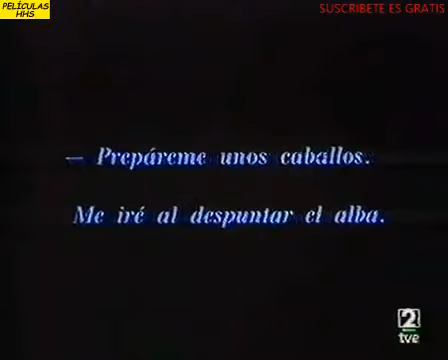 PELÍCULAS
HHS
SUSCRIBETE ES GRATIS
— Prepáreme unos caballos.
Me iré al despuntar el alba.
2
tve